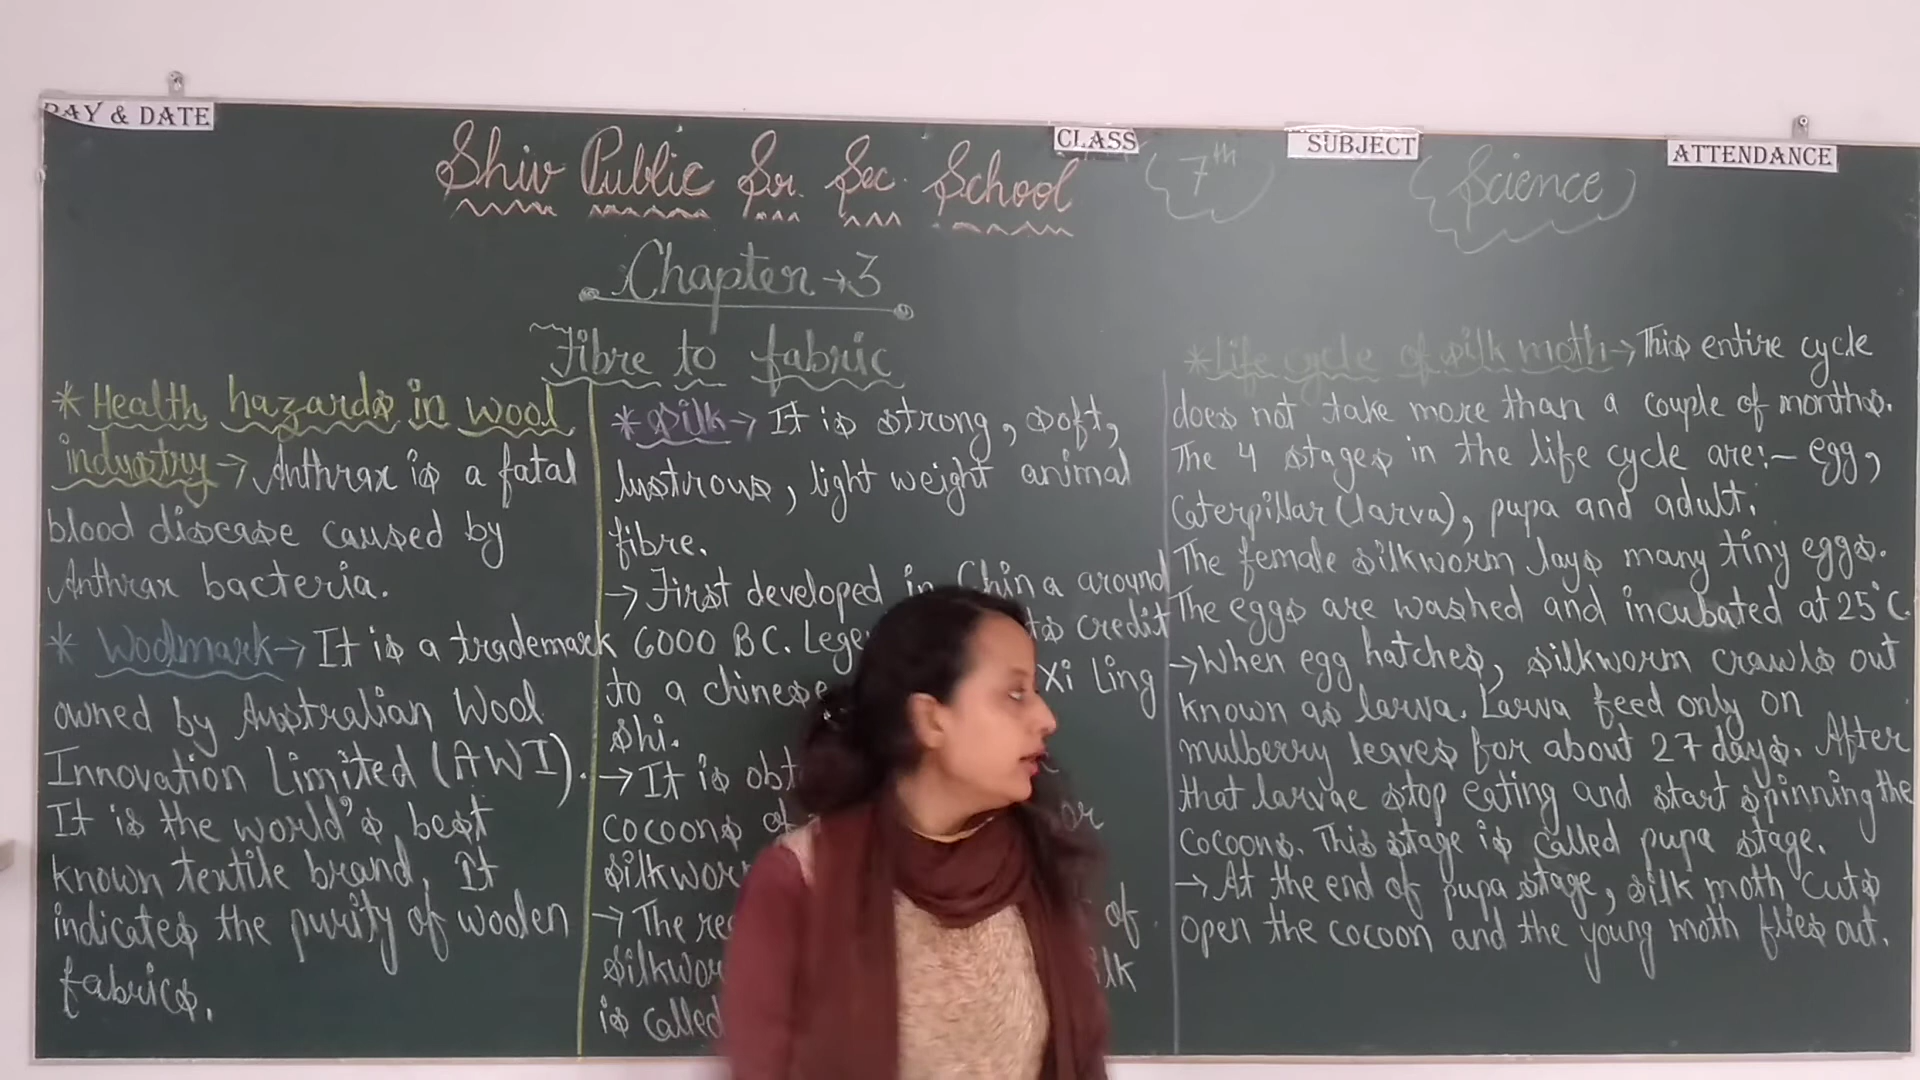 DAY & DATE
CLASS
SUBJECT
ATTENDANCE
Shiv Public Sr. Sec. School
7th
Science
Chapter → 3
Fibre to fabric
* Health hazards in wool
industry → Anthrax is a fatal
blood disease caused by
Anthrax bacteria.
* Woolmark → It is a trademark
owned by Australian Wool
Innovation Limited (AWI).
It is the world's best
known textile brand. It
indicates the purity of woolen
fabrics.
* Silk → It is strong, soft,
lustrous, light weight animal
fibre.
→ First developed in China around
6000 BC. credit
to a chinese Xi Ling
Shi.
→ It is
cocoons or
→ The of
is called
* Life cycle of silk moth → This entire cycle
does not take more than a couple of months.
The 4 stages in the life cycle are:- egg,
Caterpillar (larva), pupa and adult.
The female silkworm lays many tiny eggs.
The eggs are washed and incubated at 25°C.
→ When egg hatches, silkworm crawls out
known as larva. Larva feed only on
mulberry leaves for about 27 days. After
that larvae stop eating and start spinning the
cocoons. This stage is called pupa stage.
→ At the end of pupa stage, silk moth cuts
open the cocoon and the young moth flies out.